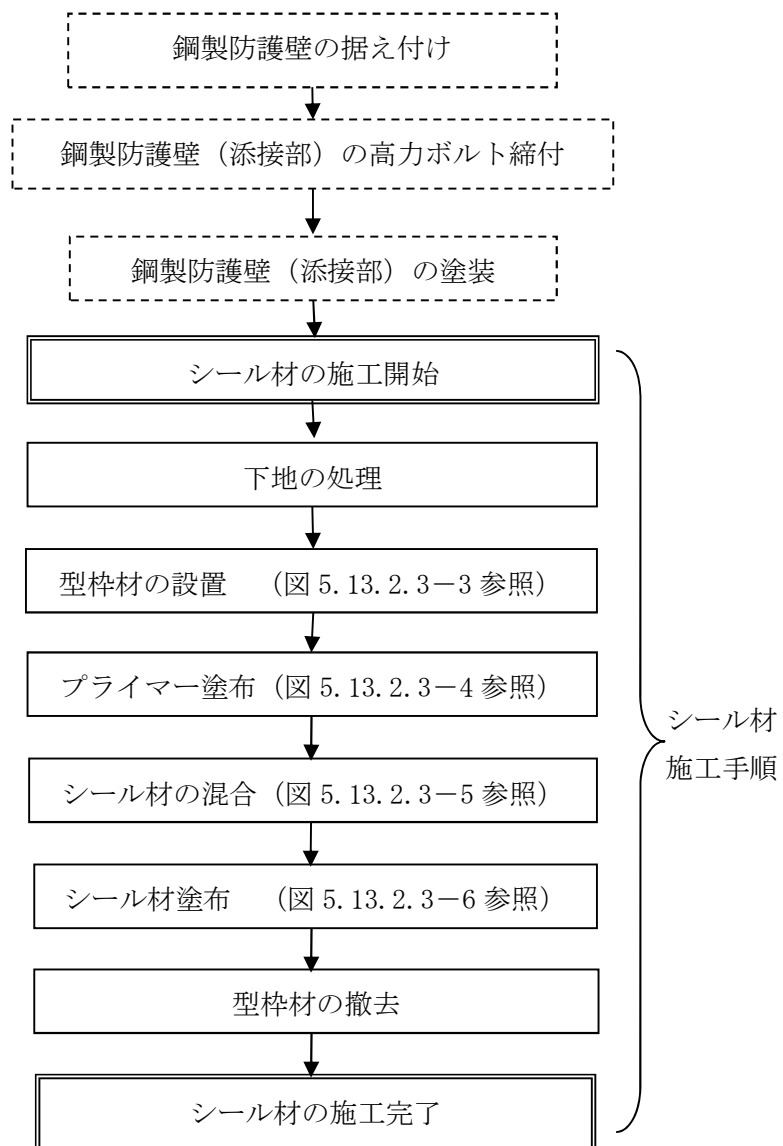 鋼製防護壁の据え付け
鋼製防護壁（添接部）の高力ボルト締付
鋼製防護壁（添接部）の塗装
シール材の施工開始
下地の処理
型枠材の設置　（図 5.13.2.3－3 参照）
プライマー塗布（図 5.13.2.3－4 参照）
シール材の混合（図 5.13.2.3－5 参照）
シール材塗布　（図 5.13.2.3－6 参照）
型枠材の撤去
シール材の施工完了
シール材
施工手順